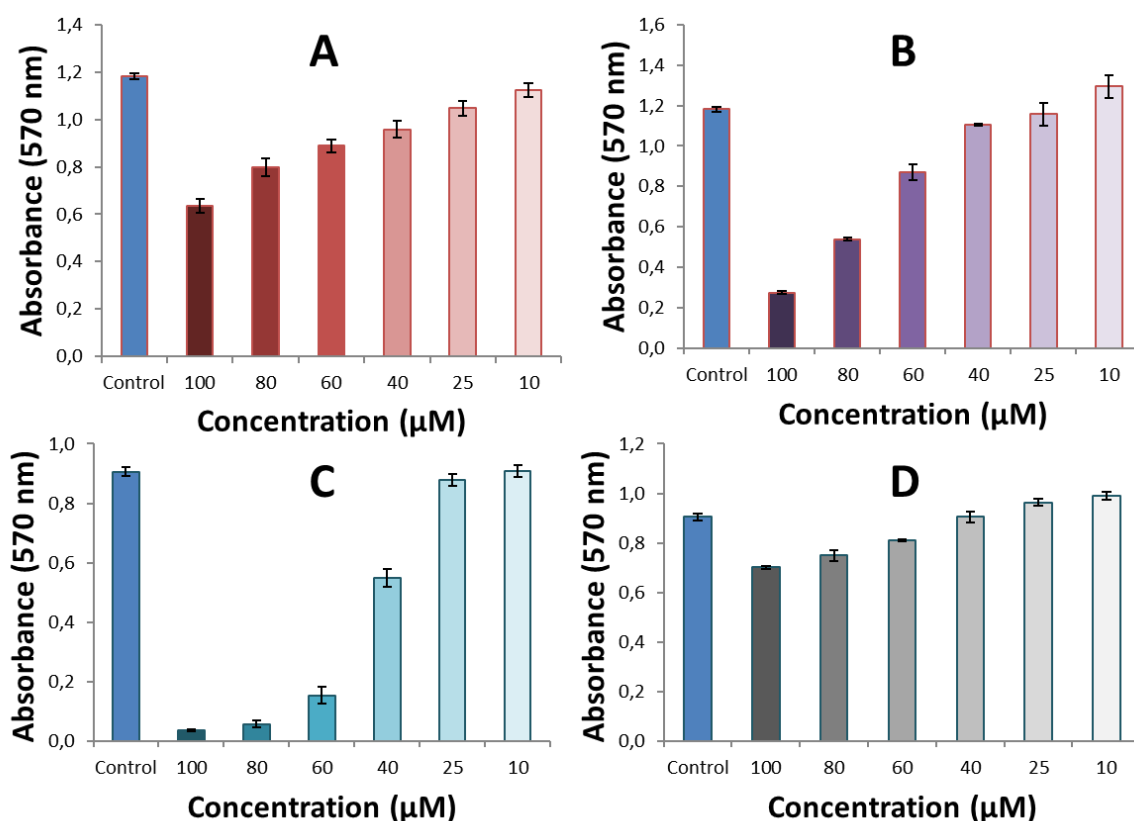 A
Absorbance (570 nm)
1,4
1,2
1,0
0,8
0,6
0,4
0,2
0,0
Control 100 80 60 40 25 10
Concentration (µM)
B
Absorbance (570 nm)
1,6
1,4
1,2
1,0
0,8
0,6
0,4
0,2
0,0
Control 100 80 60 40 25 10
Concentration (µM)
C
Absorbance (570 nm)
1,0
0,8
0,6
0,4
0,2
0,0
Control 100 80 60 40 25 10
Concentration (µM)
D
Absorbance (570 nm)
1,2
1,0
0,8
0,6
0,4
0,2
0,0
Control 100 80 60 40 25 10
Concentration (µM)